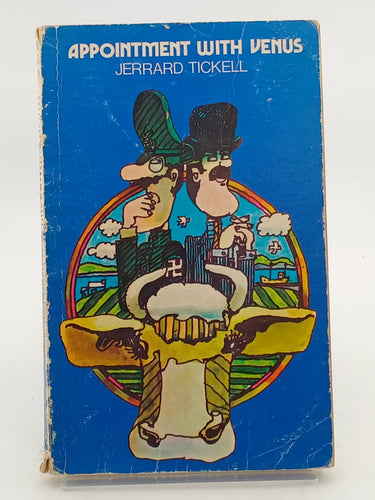 APPOINTMENT WITH VENUS
JERRARD TICKELL